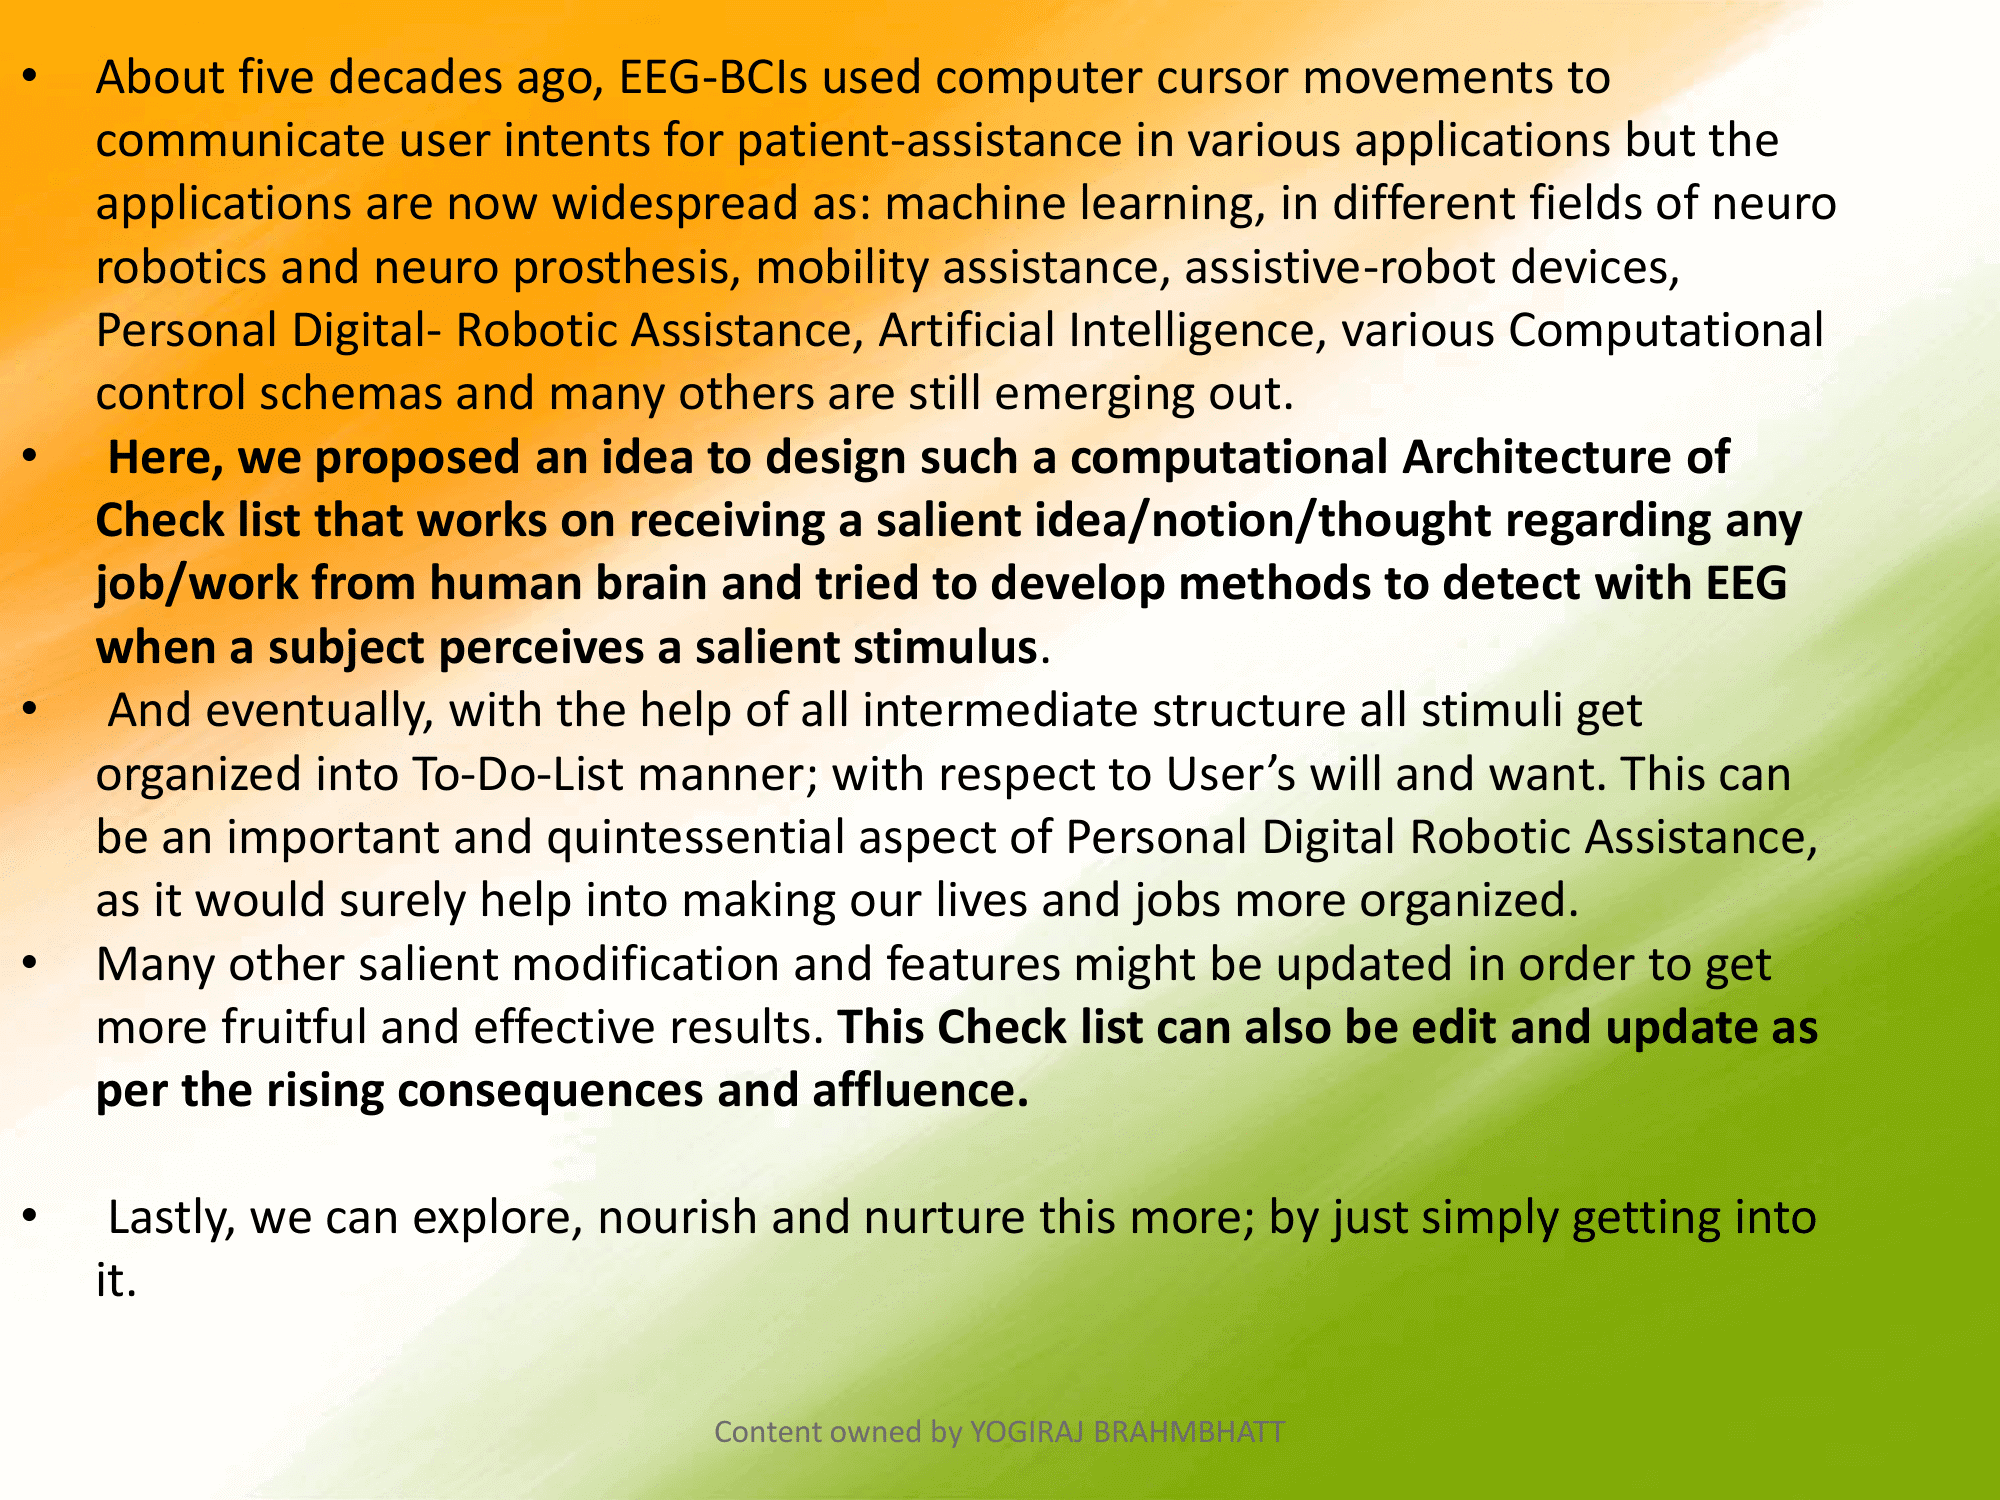 • About five decades ago, EEG-BCIs used computer cursor movements to
communicate user intents for patient-assistance in various applications but the
applications are now widespread as: machine learning, in different fields of neuro
robotics and neuro prosthesis, mobility assistance, assistive-robot devices,
Personal Digital- Robotic Assistance, Artificial Intelligence, various Computational
control schemas and many others are still emerging out.
• Here, we proposed an idea to design such a computational Architecture of
Check list that works on receiving a salient idea/notion/thought regarding any
job/work from human brain and tried to develop methods to detect with EEG
when a subject perceives a salient stimulus.
• And eventually, with the help of all intermediate structure all stimuli get
organized into To-Do-List manner; with respect to User’s will and want. This can
be an important and quintessential aspect of Personal Digital Robotic Assistance,
as it would surely help into making our lives and jobs more organized.
• Many other salient modification and features might be updated in order to get
more fruitful and effective results. This Check list can also be edit and update as
per the rising consequences and affluence.
• Lastly, we can explore, nourish and nurture this more; by just simply getting into
it.
Content owned by YOGIRAJ BRAHMBHATT